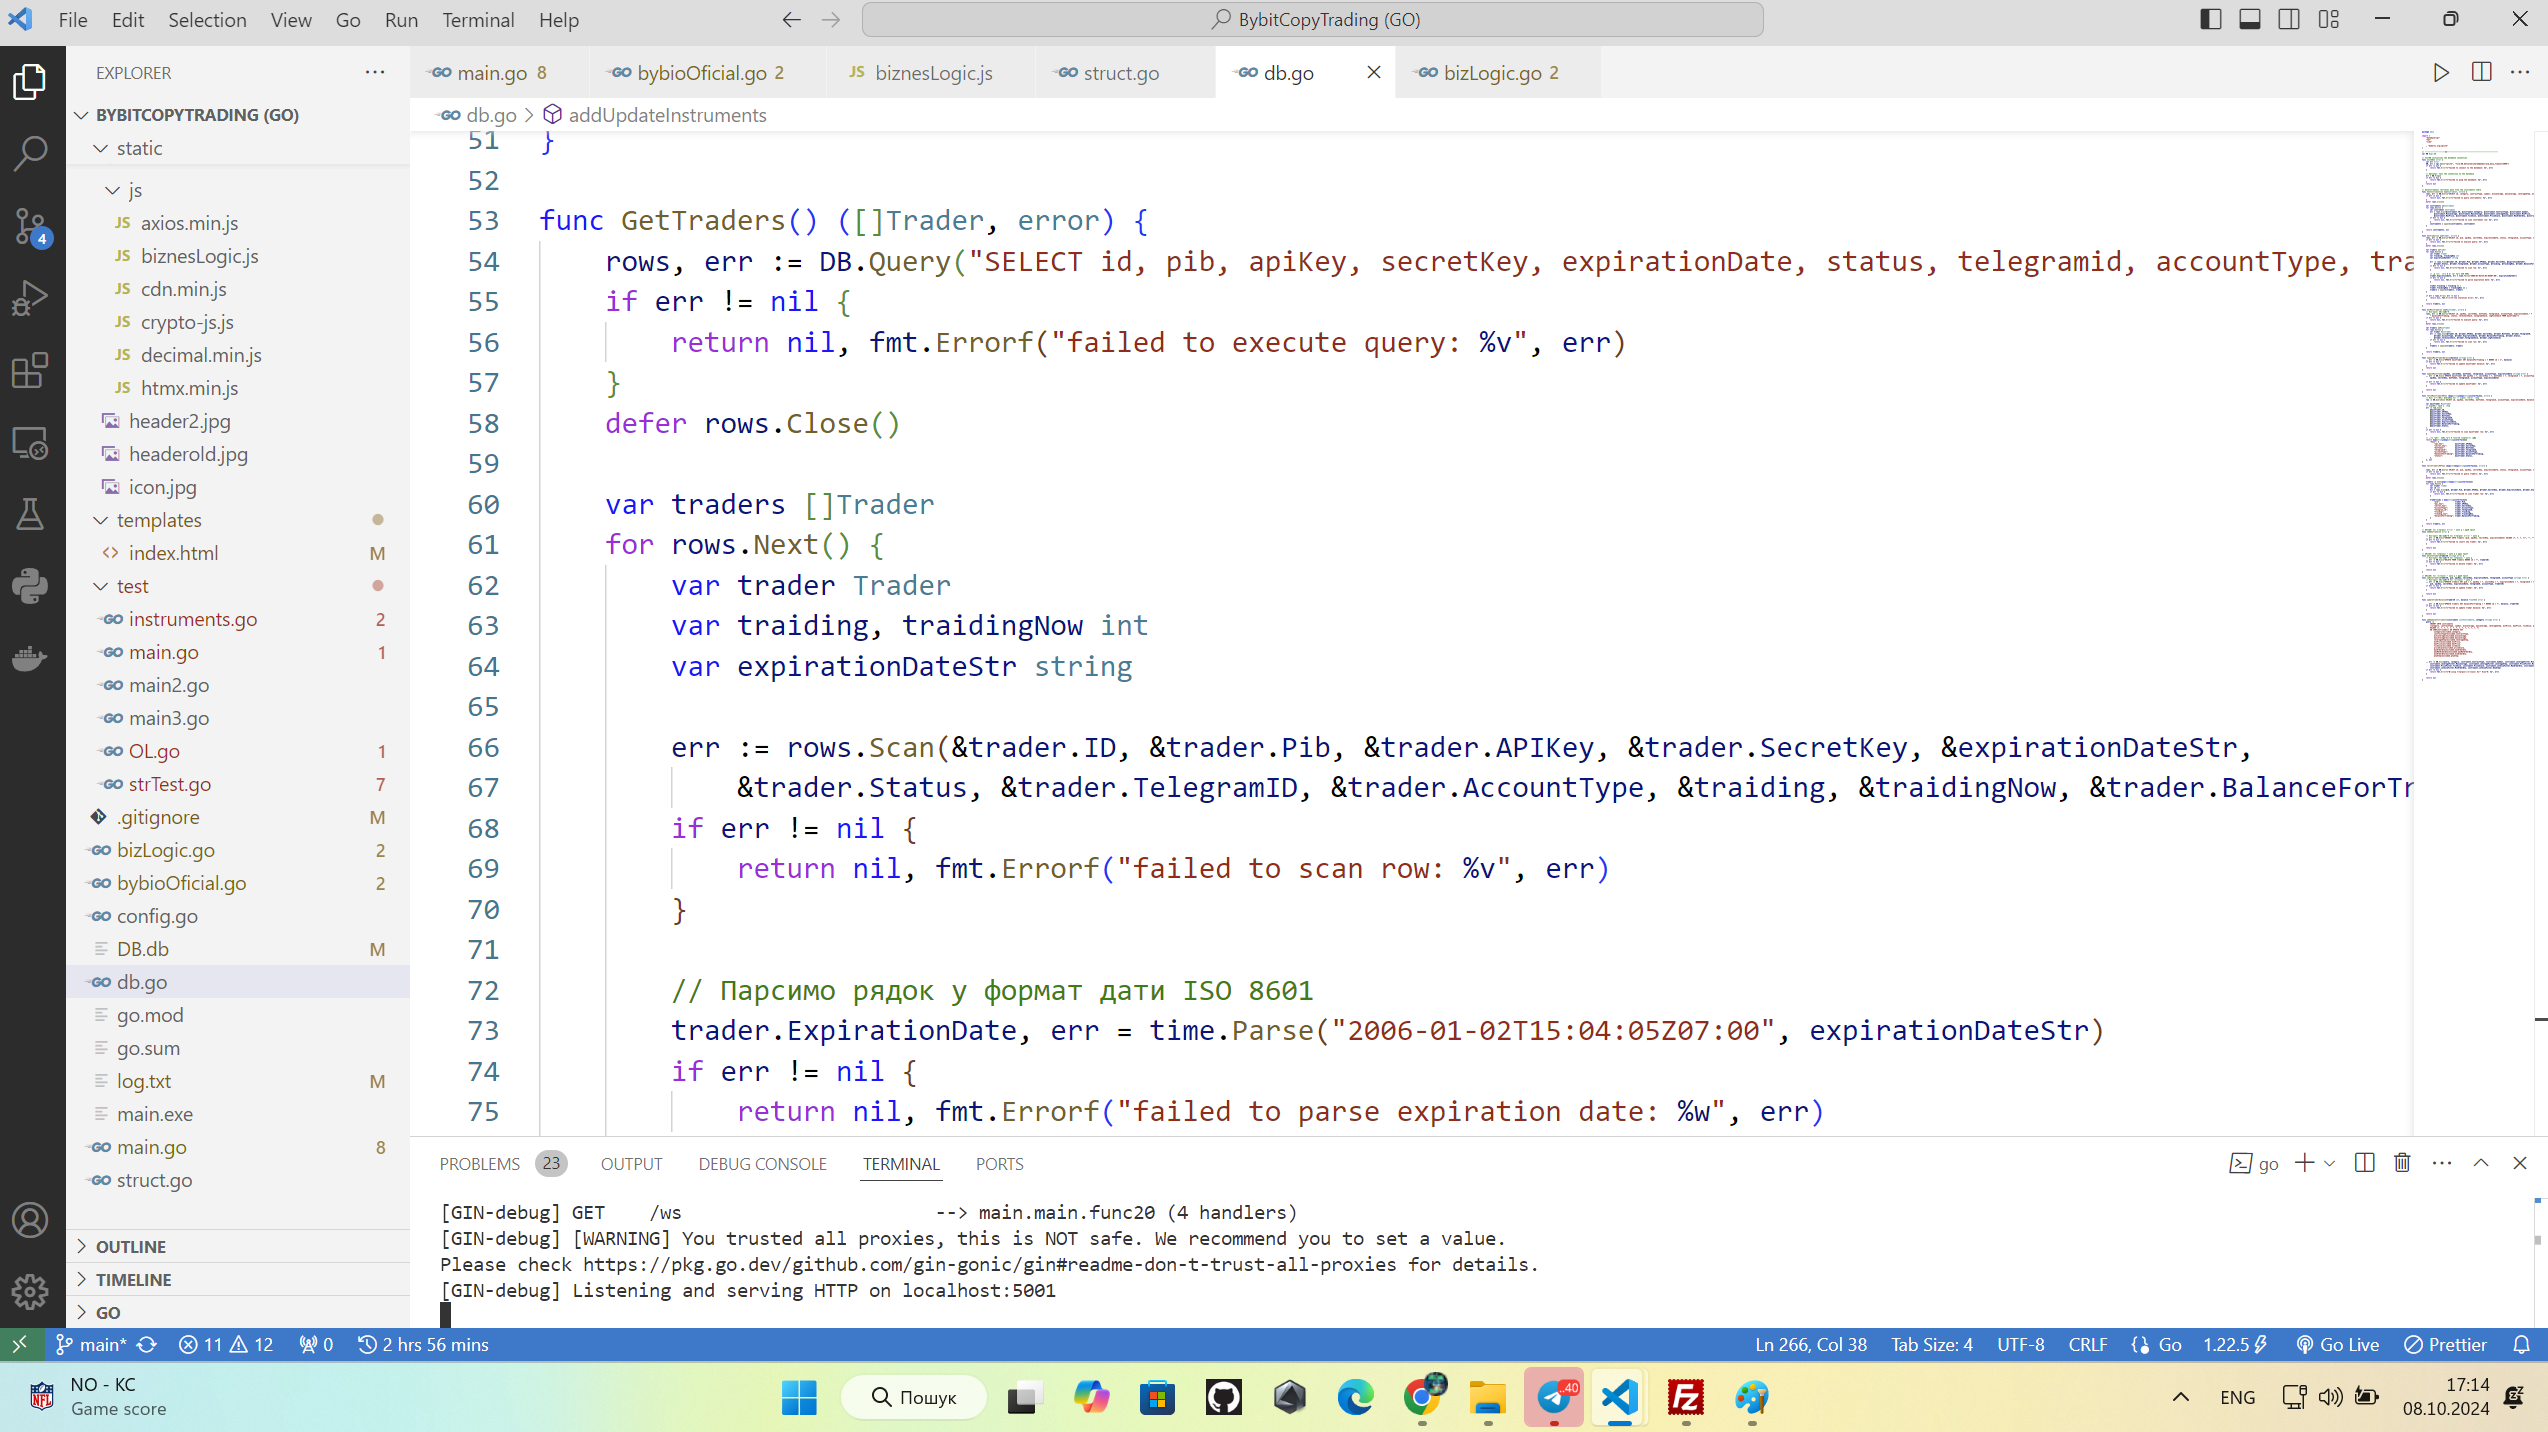 File Edit Selection View Go Run Terminal Help
BybitCopyTrading (GO)
EXPLORER
main.go 8
bybioOficial.go 2
JS biznesLogic.js
struct.go
db.go
bizLogic.go 2
db.go > addUpdateInstruments
BYBITCOPYTRADING (GO)
static
js
JS axios.min.js
JS biznesLogic.js
JS cdn.min.js
JS crypto-js.js
JS decimal.min.js
JS htmx.min.js
header2.jpg
headerold.jpg
icon.jpg
templates
index.html M
test
instruments.go 2
main.go 1
main2.go
main3.go
OL.go 1
strTest.go 7
.gitignore M
bizLogic.go 2
bybioOficial.go 2
config.go
DB.db M
db.go
go.mod
go.sum
log.txt M
main.exe
main.go 8
struct.go
OUTLINE
TIMELINE
GO
4
51 }
52
53 func GetTraders() ([]Trader, error) {
54 rows, err := DB.Query("SELECT id, pib, apiKey, secretKey, expirationDate, status, telegramid, accountType, tra
55 if err != nil {
56 return nil, fmt.Errorf("failed to execute query: %v", err)
57 }
58 defer rows.Close()
59
60 var traders []Trader
61 for rows.Next() {
62 var trader Trader
63 var traiding, traidingNow int
64 var expirationDateStr string
65
66 err := rows.Scan(&trader.ID, &trader.Pib, &trader.APIKey, &trader.SecretKey, &expirationDateStr,
67 &trader.Status, &trader.TelegramID, &trader.AccountType, &traiding, &traidingNow, &trader.BalanceForTr
68 if err != nil {
69 return nil, fmt.Errorf("failed to scan row: %v", err)
70 }
71
72 // Парсимо рядок у формат дати ISO 8601
73 trader.ExpirationDate, err = time.Parse("2006-01-02T15:04:05Z07:00", expirationDateStr)
74 if err != nil {
75 return nil, fmt.Errorf("failed to parse expiration date: %w", err)
PROBLEMS 23 OUTPUT DEBUG CONSOLE TERMINAL PORTS
go
[GIN-debug] GET /ws --> main.main.func20 (4 handlers)
[GIN-debug] [WARNING] You trusted all proxies, this is NOT safe. We recommend you to set a value.
Please check https://pkg.go.dev/github.com/gin-gonic/gin#readme-don-t-trust-all-proxies for details.
[GIN-debug] Listening and serving HTTP on localhost:5001
main* 11 12 0 2 hrs 56 mins
Ln 266, Col 38 Tab Size: 4 UTF-8 CRLF Go 1.22.5 Go Live Prettier
NFL
NO - KC
Game score
Пошук
..40
Fz
ENG
17:14
08.10.2024